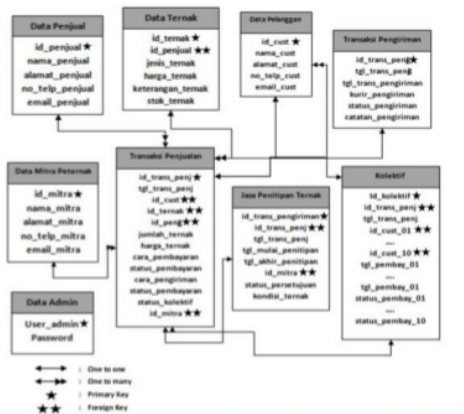 Data Penjual
id_penjual ★
nama_penjual
alamat_penjual
no_telp_penjual
email_penjual
Data Ternak
id_ternak ★
id_penjual ★★
jenis_ternak
harga_ternak
keterangan_ternak
stok_ternak
Data Pelanggan
id_cust ★
nama_cust
alamat_cust
no_telp_cust
email_cust
Transaksi Pengiriman
id_trans_penj★
tgl_trans_penj
tgl_trans_pengiriman
kurir_pengiriman
status_pengiriman
catatan_pengiriman
Data Mitra Peternak
id_mitra ★
nama_mitra
alamat_mitra
no_telp_mitra
email_mitra
Transaksi Penjualan
id_trans_penj ★
tgl_trans_penj
id_cust ★★
id_ternak ★★
id_penj ★★
jumlah_ternak
harga_ternak
cara_pembayaran
status_pembayaran
cara_pengiriman
status_pembayaran
status_kolektif
id_mitra ★★
Jasa Penitipan Ternak
id_trans_pengiriman★
id_trans_penj ★★
tgl_trans_penj
tgl_mulai_penitipan
tgl_akhir_penitipan
id_mitra ★★
status_persetujuan
kondisi_ternak
Kolektif
Id_kolektif ★
id_trans_penj ★★
tgl_trans_penj
id_cust_01 ★★
....
id_cust_10 ★★
tgl_pembay_01
....
tgl_pembay_01
status_pembay_01
....
status_pembay_10
Data Admin
User_admin★
Password
: One to one
: One to many
★ : Primary Key
★★ : Foreign Key